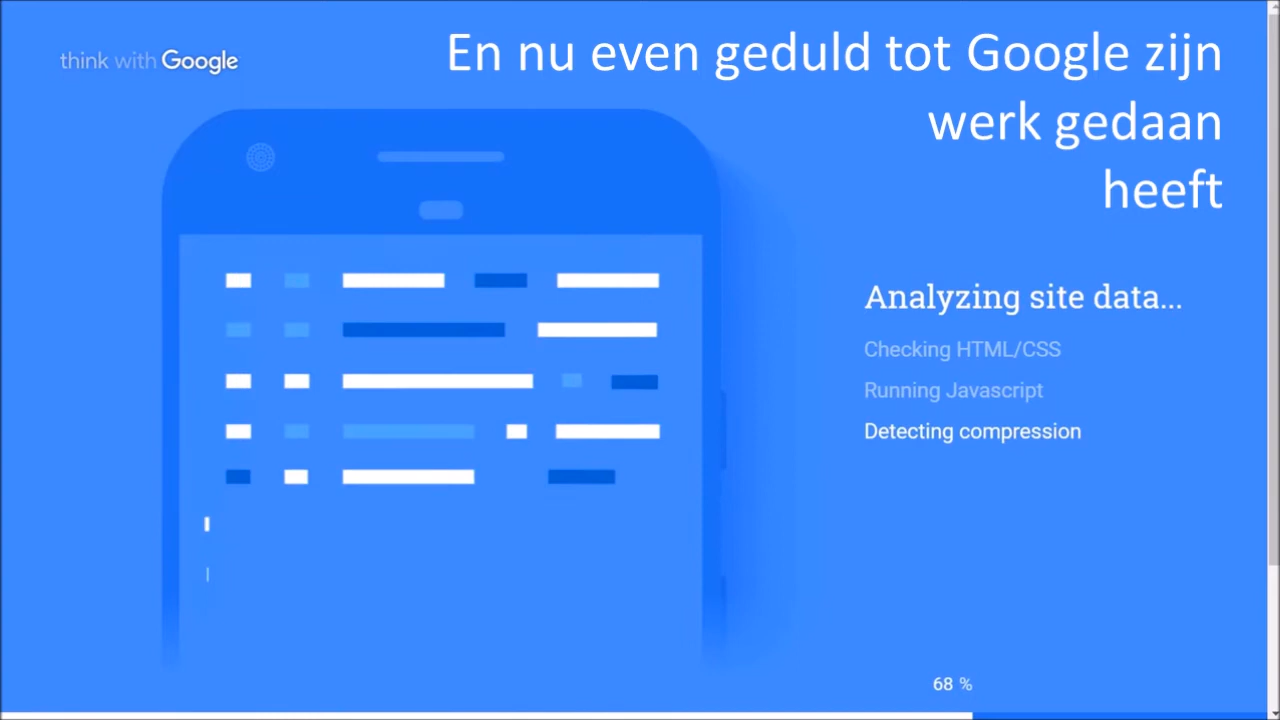 think with Google
En nu even geduld tot Google zijn
werk gedaan
heeft
Analyzing site data...
Checking HTML/CSS
Running Javascript
Detecting compression
68 %